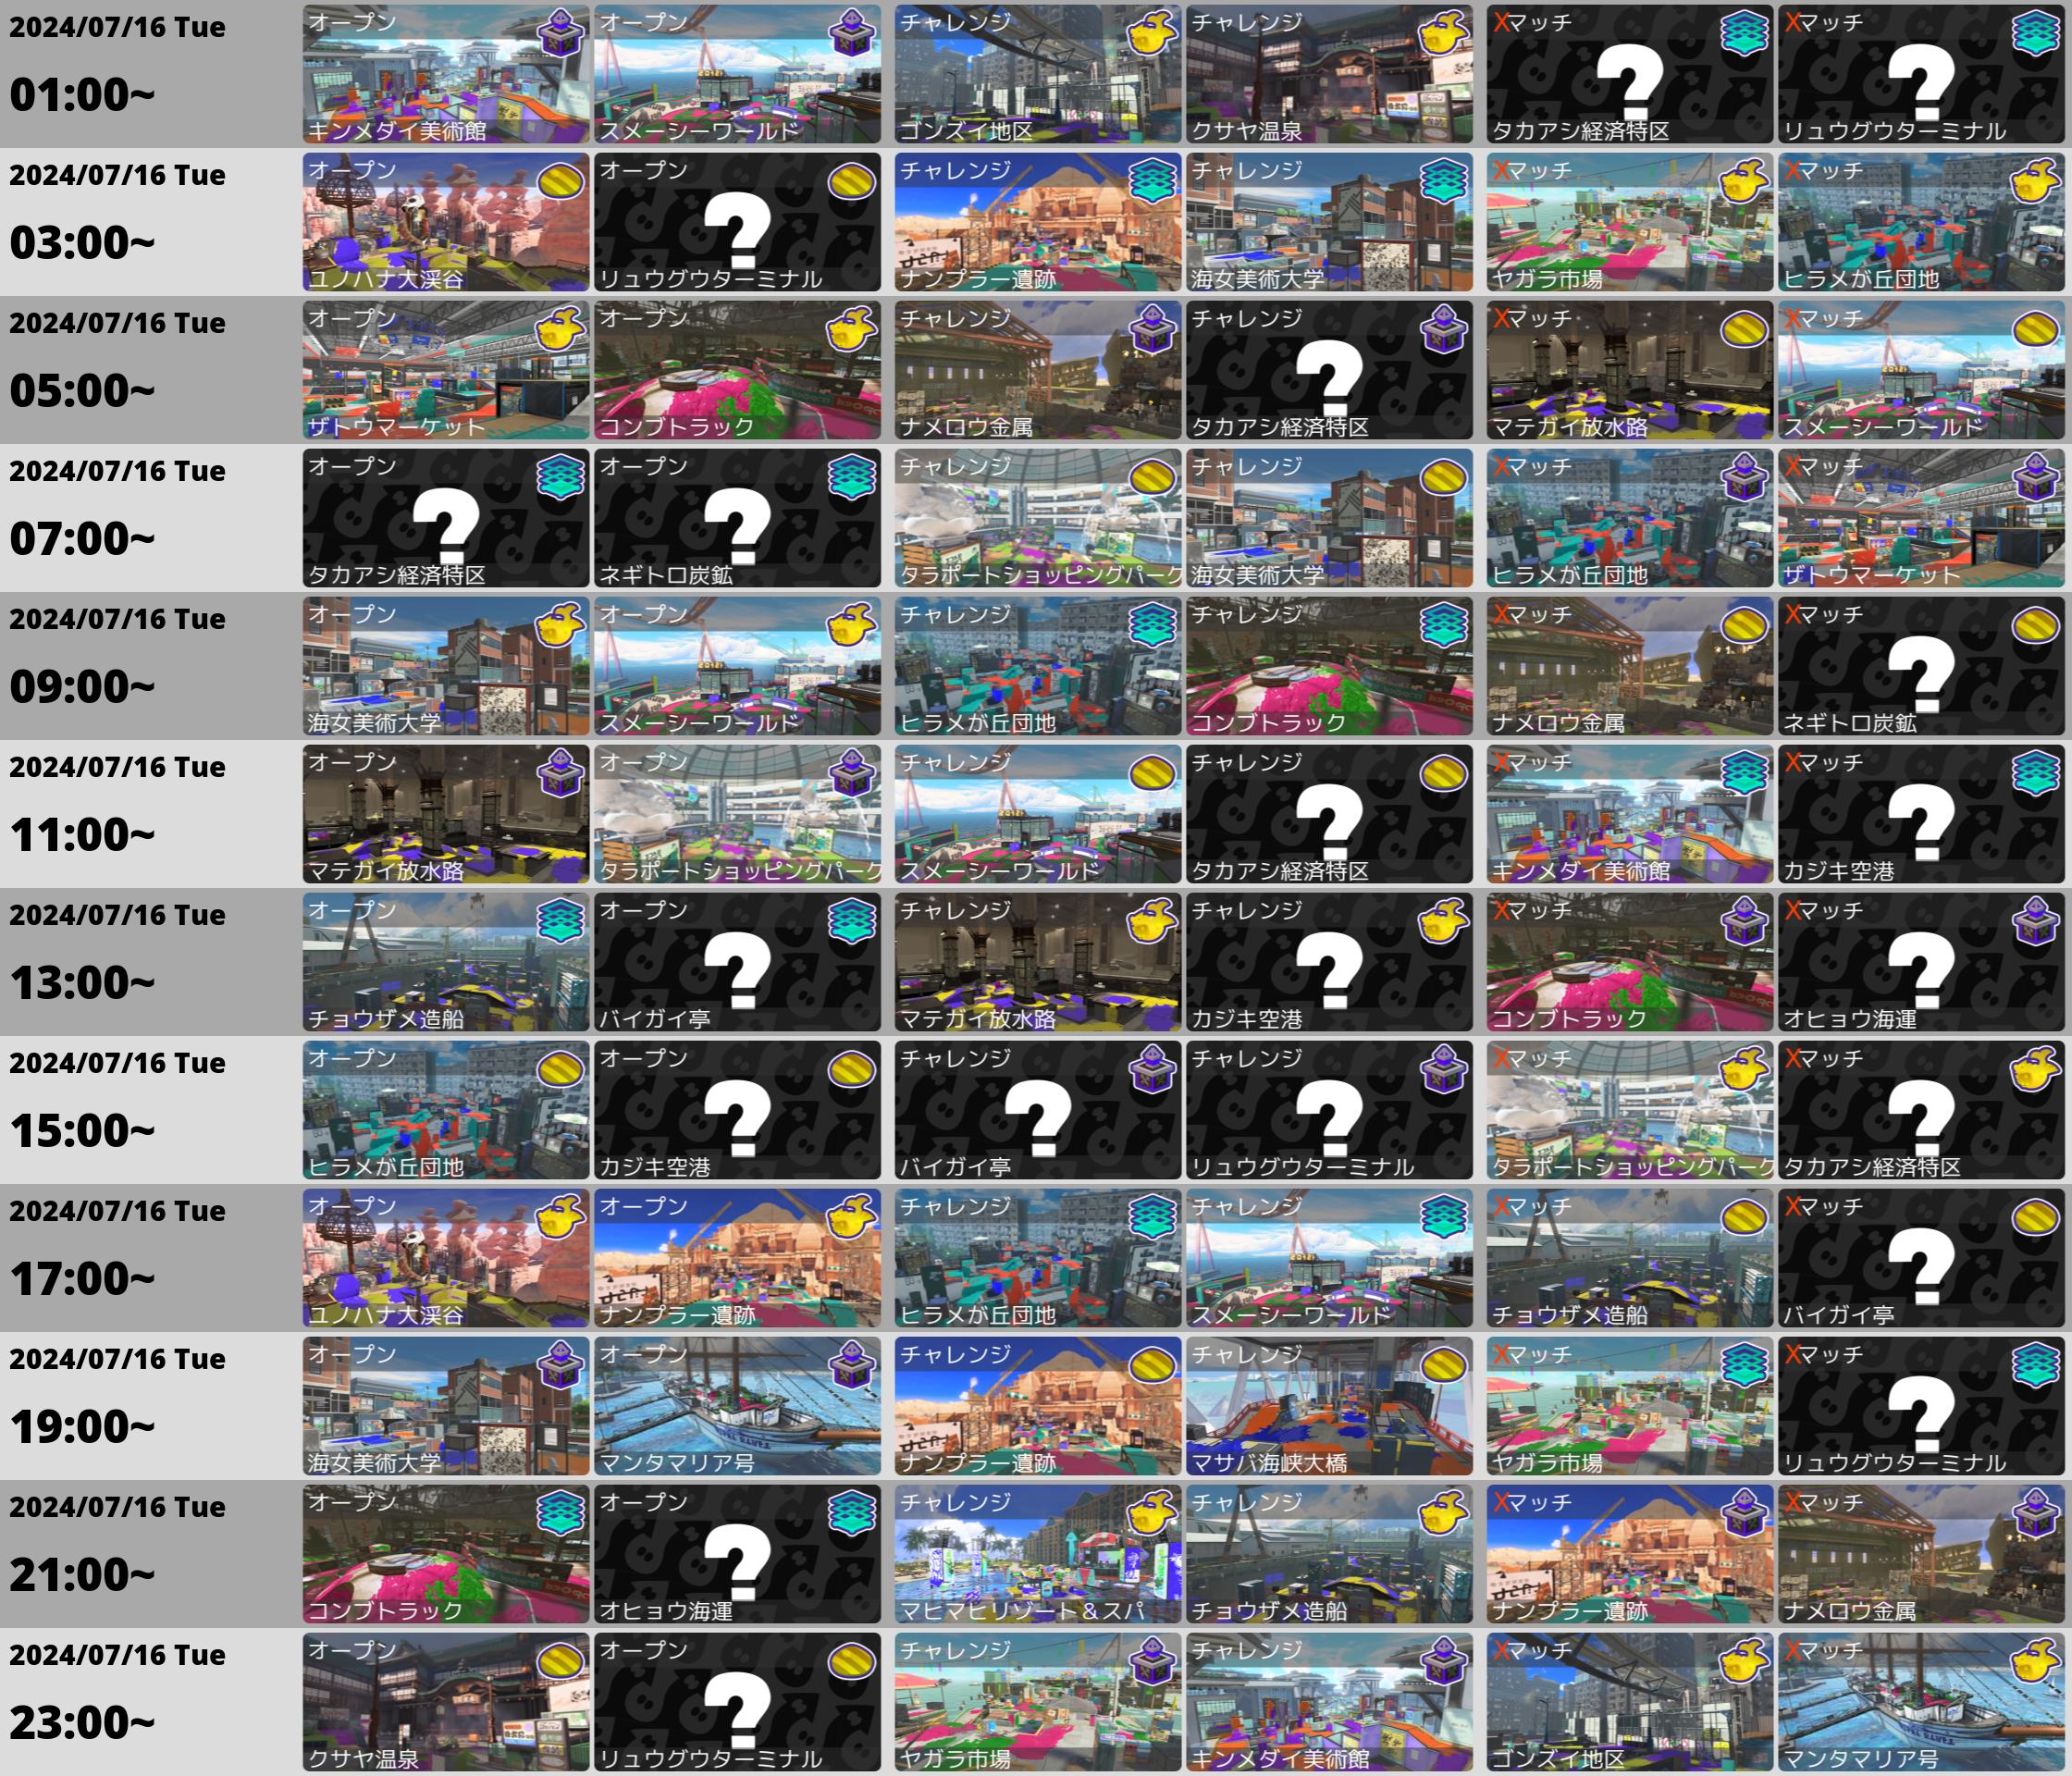 2024/07/16 Tue
01:00~
オープン
キンメダイ美術館
オープン
スメーシーワールド
チャレンジ
ゴンズイ地区
チャレンジ
クサヤ温泉
Xマッチ
タカアシ経済特区
Xマッチ
リュウグウターミナル
2024/07/16 Tue
03:00~
オープン
ユノハナ大渓谷
オープン
リュウグウターミナル
チャレンジ
ナンプラー遺跡
チャレンジ
海女美術大学
Xマッチ
ヤガラ市場
Xマッチ
ヒラメが丘団地
2024/07/16 Tue
05:00~
オープン
ザトウマーケット
オープン
コンブトラック
チャレンジ
ナメロウ金属
チャレンジ
タカアシ経済特区
Xマッチ
マテガイ放水路
Xマッチ
スメーシーワールド
2024/07/16 Tue
07:00~
オープン
タカアシ経済特区
オープン
ネギトロ炭鉱
チャレンジ
タラポートショッピングパーク
チャレンジ
海女美術大学
Xマッチ
ヒラメが丘団地
Xマッチ
ザトウマーケット
2024/07/16 Tue
09:00~
オープン
海女美術大学
オープン
スメーシーワールド
チャレンジ
ヒラメが丘団地
チャレンジ
コンブトラック
Xマッチ
ナメロウ金属
Xマッチ
ネギトロ炭鉱
2024/07/16 Tue
11:00~
オープン
マテガイ放水路
オープン
タラポートショッピングパーク
チャレンジ
スメーシーワールド
チャレンジ
タカアシ経済特区
Xマッチ
キンメダイ美術館
Xマッチ
カジキ空港
2024/07/16 Tue
13:00~
オープン
チョウザメ造船
オープン
バイガイ亭
チャレンジ
マテガイ放水路
チャレンジ
カジキ空港
Xマッチ
コンブトラック
Xマッチ
オヒョウ海運
2024/07/16 Tue
15:00~
オープン
ヒラメが丘団地
オープン
カジキ空港
チャレンジ
バイガイ亭
チャレンジ
リュウグウターミナル
Xマッチ
タラポートショッピングパーク
Xマッチ
タカアシ経済特区
2024/07/16 Tue
17:00~
オープン
ユノハナ大渓谷
オープン
ナンプラー遺跡
チャレンジ
ヒラメが丘団地
チャレンジ
スメーシーワールド
Xマッチ
チョウザメ造船
Xマッチ
バイガイ亭
2024/07/16 Tue
19:00~
オープン
海女美術大学
オープン
マンタマリア号
チャレンジ
ナンプラー遺跡
チャレンジ
マサバ海峡大橋
Xマッチ
ヤガラ市場
Xマッチ
リュウグウターミナル
2024/07/16 Tue
21:00~
オープン
コンブトラック
オープン
オヒョウ海運
チャレンジ
マヒマヒリゾート＆スパ
チャレンジ
チョウザメ造船
Xマッチ
ナンプラー遺跡
Xマッチ
ナメロウ金属
2024/07/16 Tue
23:00~
オープン
クサヤ温泉
オープン
リュウグウターミナル
チャレンジ
ヤガラ市場
チャレンジ
キンメダイ美術館
Xマッチ
ゴンズイ地区
Xマッチ
マンタマリア号